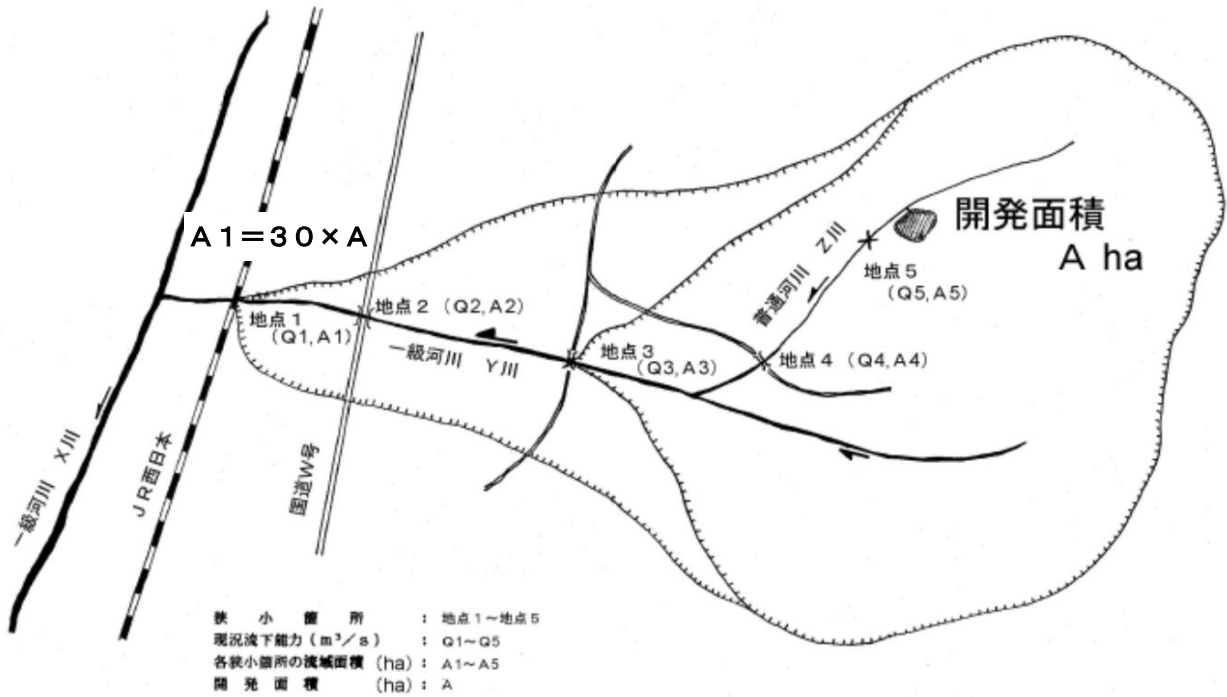 A1=30×A
開発面積
A ha
普通河川 Z川
地点5
(Q5,A5)
地点2 (Q2,A2)
地点1
(Q1,A1)
一級河川 Y川
地点3
(Q3,A3)
地点4 (Q4,A4)
一級河川 X川
JR西日本
国道W号
狭小箇所 : 地点1~地点5
現況流下能力(m³/s) : Q1~Q5
各狭小箇所の流域面積 (ha) : A1~A5
開発面積 (ha) : A